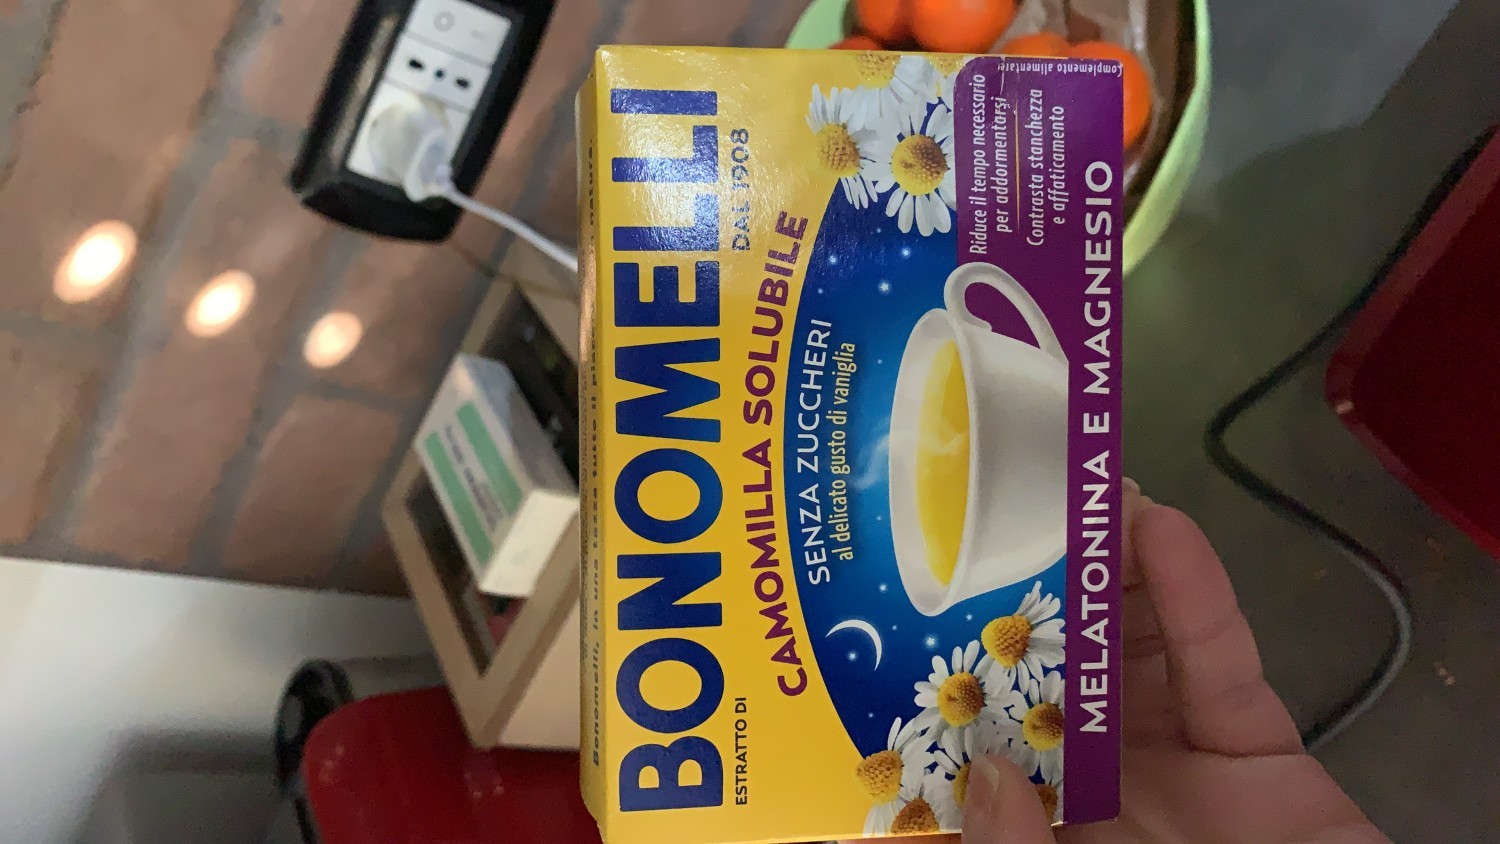 BONOMELLI
DAL 1908
ESTRATTO DI
CAMOMILLA SOLUBILE
SENZA ZUCCHERI
al delicato gusto di vaniglia
Riduce il tempo necessario
per addormentarsi
Contrasta stanchezza
e affaticamento
MELATONINA E MAGNESIO
Complemento alimentare
Bonomelli, in una tazza tutto il piacere natura.